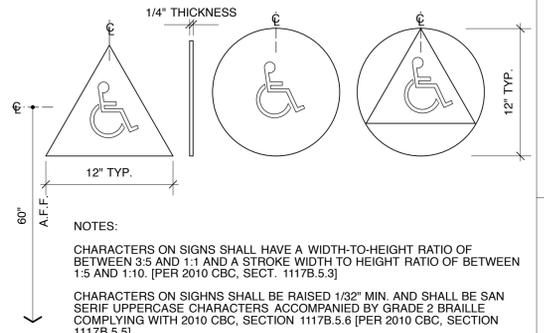 1/4" THICKNESS
℄
℄
℄
℄
12" TYP.
12" TYP.
60"
A.F.F.
NOTES:
CHARACTERS ON SIGNS SHALL HAVE A WIDTH-TO-HEIGHT RATIO OF
BETWEEN 3:5 AND 1:1 AND A STROKE WIDTH TO HEIGHT RATIO OF BETWEEN
1:5 AND 1:10. [PER 2010 CBC, SECT. 1117B.5.3]
CHARACTERS ON SIGHNS SHALL BE RAISED 1/32" MIN. AND SHALL BE SAN
SERIF UPPERCASE CHARACTERS ACCOMPANIED BY GRADE 2 BRAILLE
COMPLYING WITH 2010 CBC, SECTION 1117B.5.6 [PER 2010 CBC, SECTION
1117B.5.5]